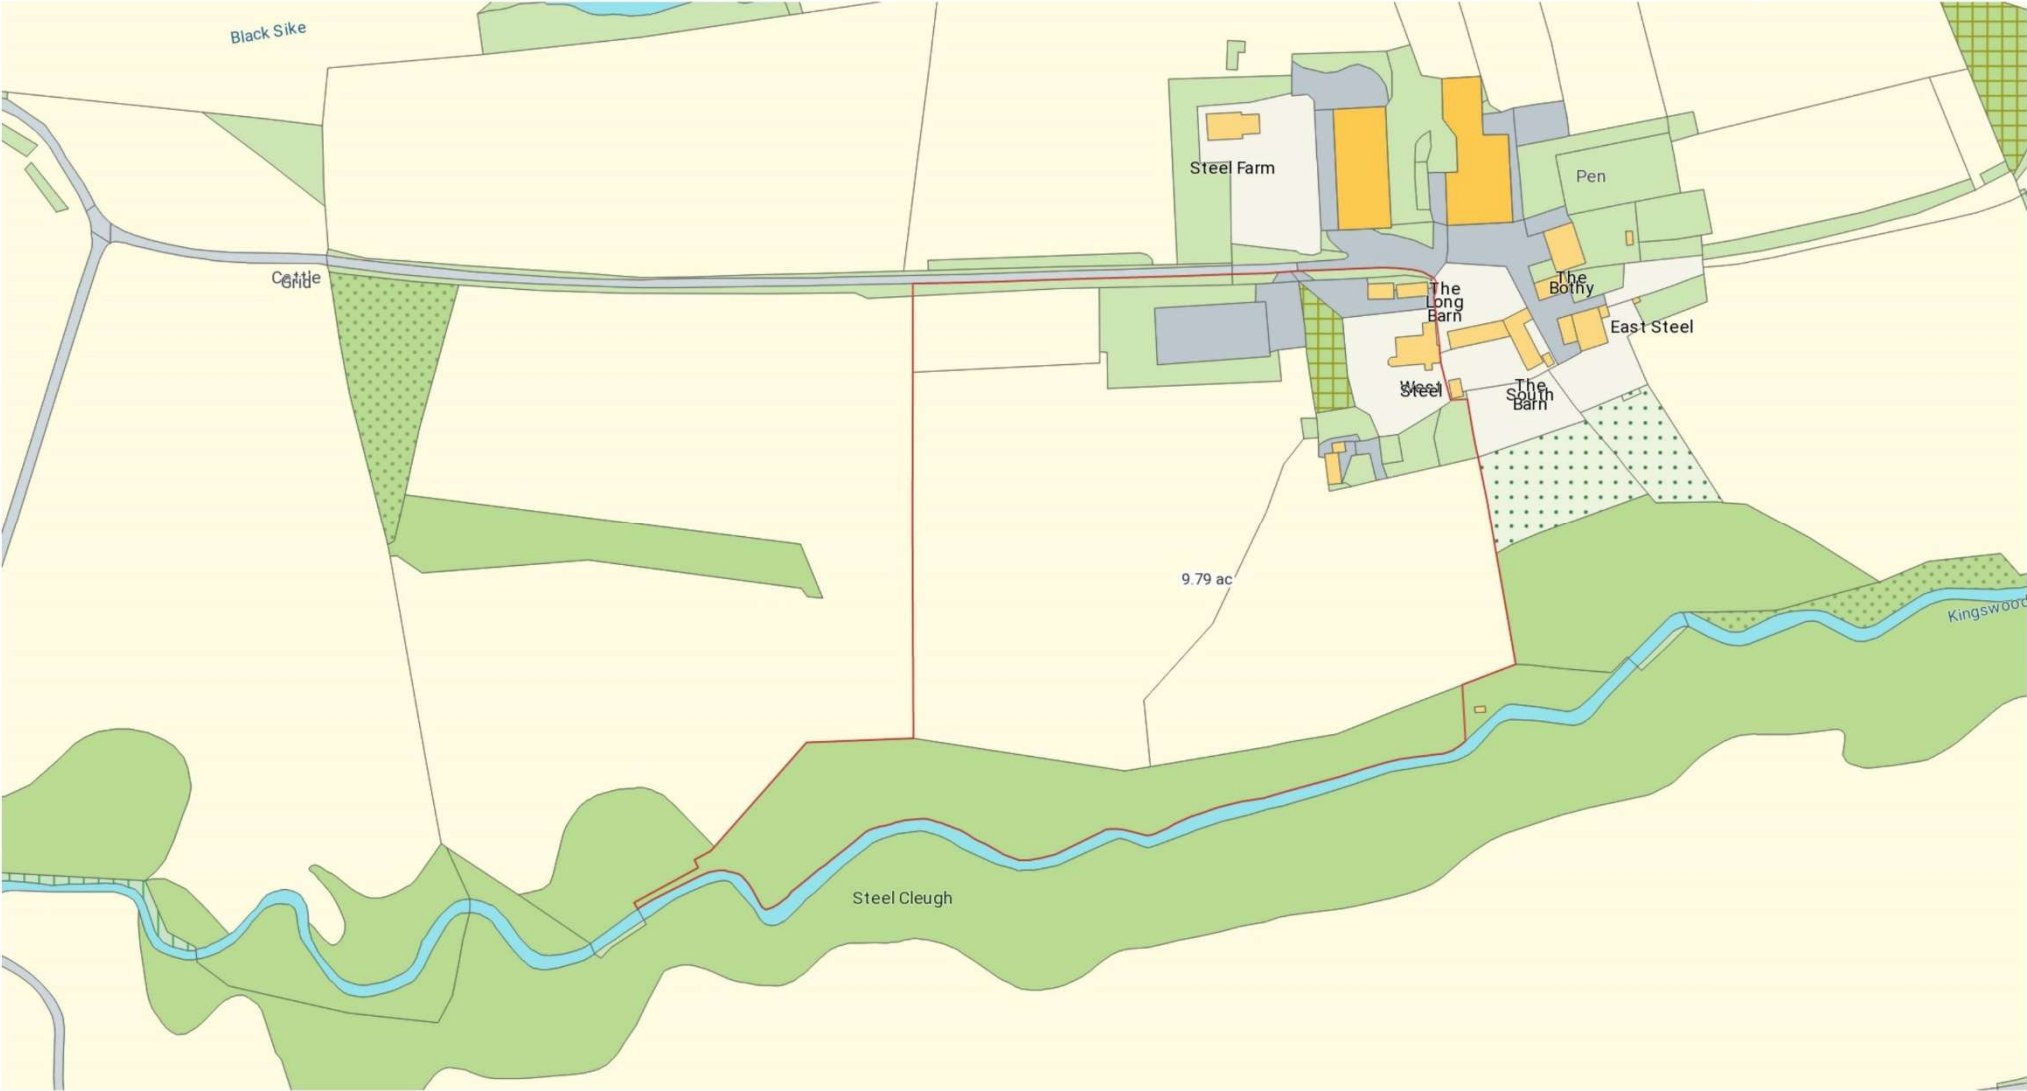 Black Sike
Steel Farm
Pen
Cattle
Grid
The
Bothy
The
Long
Barn
East Steel
West
Steel
The
South
Barn
9.79 ac
Kingswood
Steel Cleugh